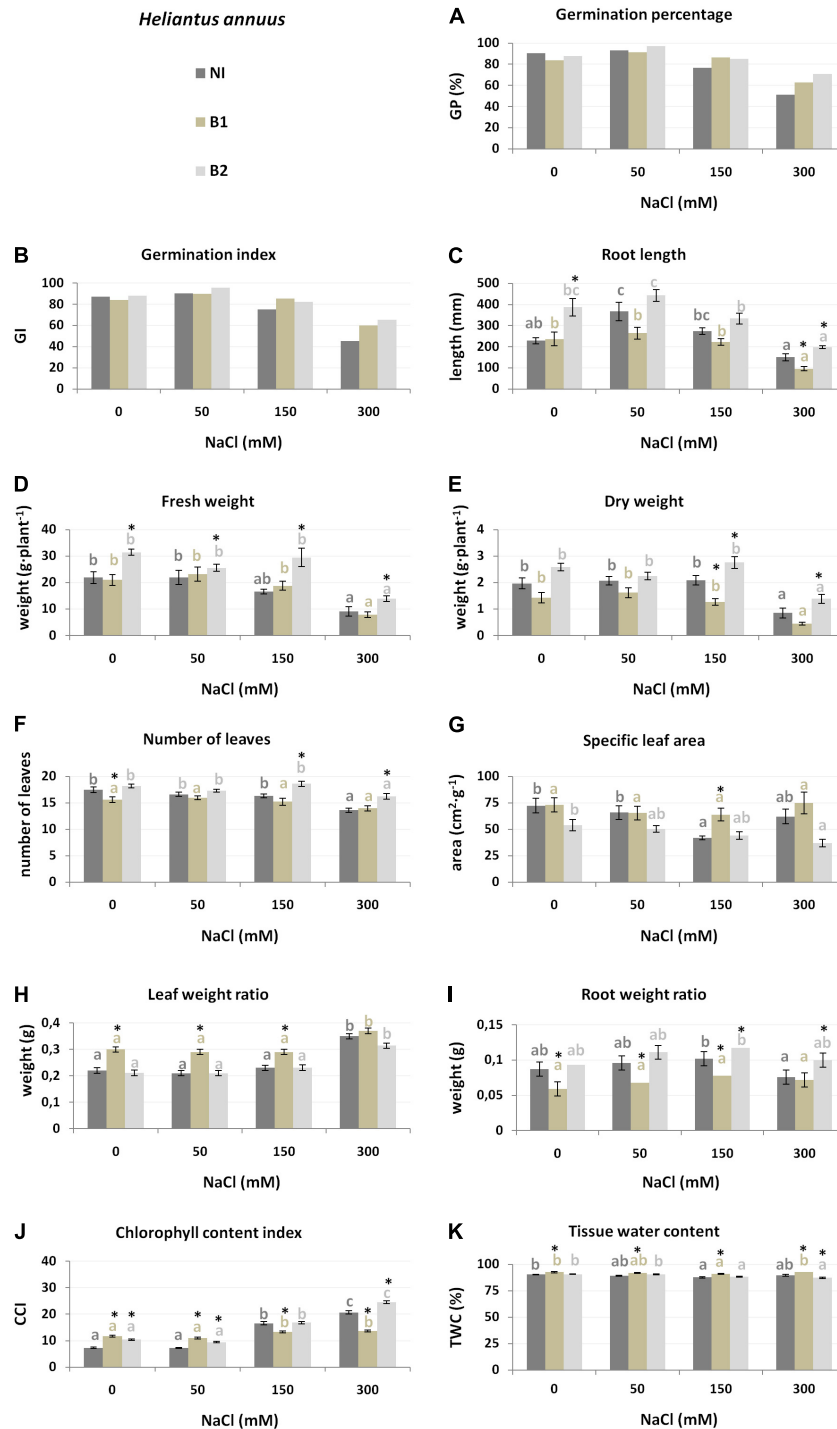 Heliantus annuus
NI
B1
B2
A Germination percentage
GP (%)
100
80
60
40
20
0
0 50 150 300
NaCl (mM)
B Germination index
GI
100
80
60
40
20
0
0 50 150 300
NaCl (mM)
C Root length
length (mm)
500
400
300
200
100
0
ab b bc * c b c bc b b a a * a *
0 50 150 300
NaCl (mM)
D Fresh weight
weight (g·plant-1)
40
30
20
10
0
b b b * b b b * ab b b * a a a *
0 50 150 300
NaCl (mM)
E Dry weight
weight (g·plant-1)
4
3
2
1
0
b b b b b b b b * b * a a a *
0 50 150 300
NaCl (mM)
F Number of leaves
number of leaves
20
15
10
5
0
b a * b b a b b a b * a a a *
0 50 150 300
NaCl (mM)
G Specific leaf area
area (cm2·g-1)
100
75
50
25
0
b a b b a ab a a * ab ab a a
0 50 150 300
NaCl (mM)
H Leaf weight ratio
weight (g)
0,4
0,3
0,2
0,1
0
a a * a a a * a a a * a b b b
0 50 150 300
NaCl (mM)
I Root weight ratio
weight (g)
0,15
0,1
0,05
0
ab a * ab ab a * ab b a * b * a a ab *
0 50 150 300
NaCl (mM)
J Chlorophyll content index
CCI
40
30
20
10
0
a a * a * a a * a * b a * b c a * c *
0 50 150 300
NaCl (mM)
K Tissue water content
TWC (%)
100
75
50
25
0
b b * b ab ab * b a a * a ab b * a *
0 50 150 300
NaCl (mM)